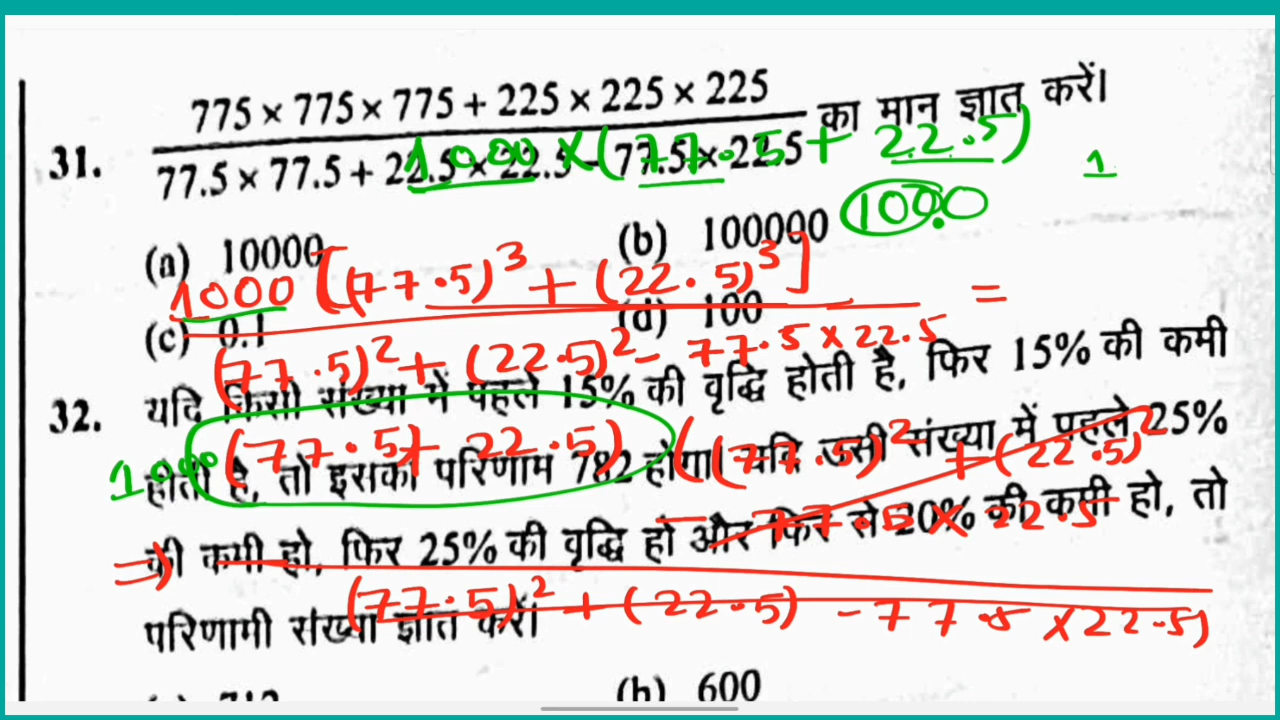 31. 775 × 775 × 775 + 225 × 225 × 225 का मान ज्ञात करें।
77.5 × 77.5 + 22.5 × 22.5 − 77.5 × 22.5
1000 × (77.5 + 22.5)
1
(a) 10000
(b) 100000
100.0
1000 [(77.5)³ + (22.5)³] =
(c) 0.1
(d) 100
(77.5)² + (22.5)² − 77.5 × 22.5
32. यदि किसी संख्या में पहले 15% की वृद्धि होती है, फिर 15% की कमी
1000 (77.5)+ 22.5) ((77.5)² + (22.5)²
होती है, तो इसका परिणाम 782 होगा। यदि उसी संख्या में पहले 25%
− 77.5 × 22.5
की कमी हो, फिर 25% की वृद्धि हो और फिर से 20% की कमी हो, तो
⇒ (77.5)² + (22.5) − 77.5 × 22.5)
परिणामी संख्या ज्ञात करें।
(b) 600